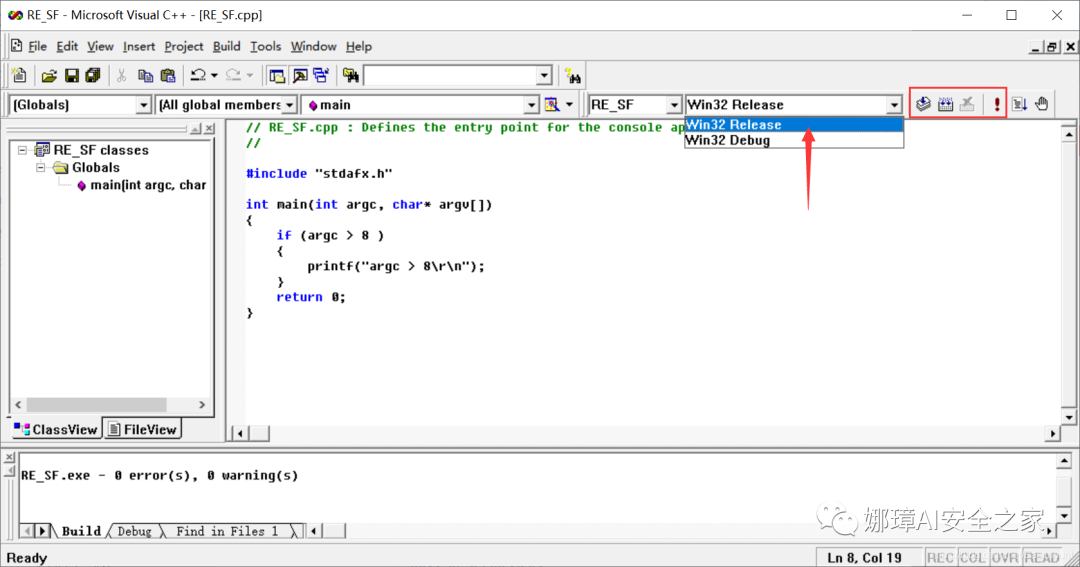 RE_SF - Microsoft Visual C++ - [RE_SF.cpp]
File Edit View Insert Project Build Tools Window Help
(Globals) (All global members main RE_SF Win32 Release
Win32 Release
Win32 Debug
// RE_SF.cpp : Defines the entry point for the console ap
//
#include "stdafx.h"
int main(int argc, char* argv[])
{
if (argc > 8 )
{
printf("argc > 8\r\n");
}
return 0;
}
RE_SF classes
Globals
main(int argc, char
ClassView FileView
RE_SF.exe - 0 error(s), 0 warning(s)
Build Debug Find in Files 1
娜璋AI安全之家
Ready Ln 8, Col 19 REC COL OVR READ